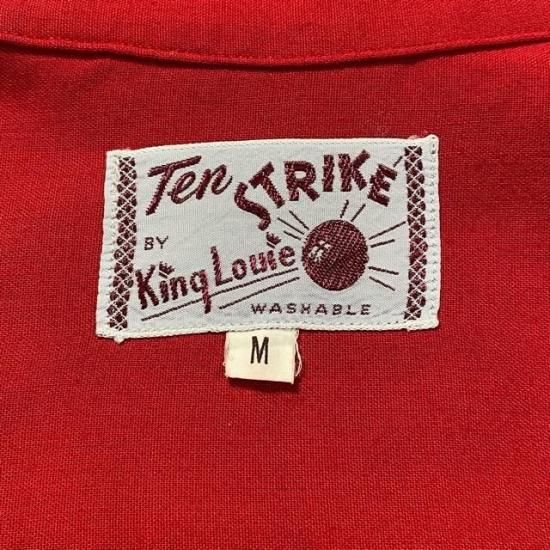 Ten STRIKE
BY
King Louie
WASHABLE
M